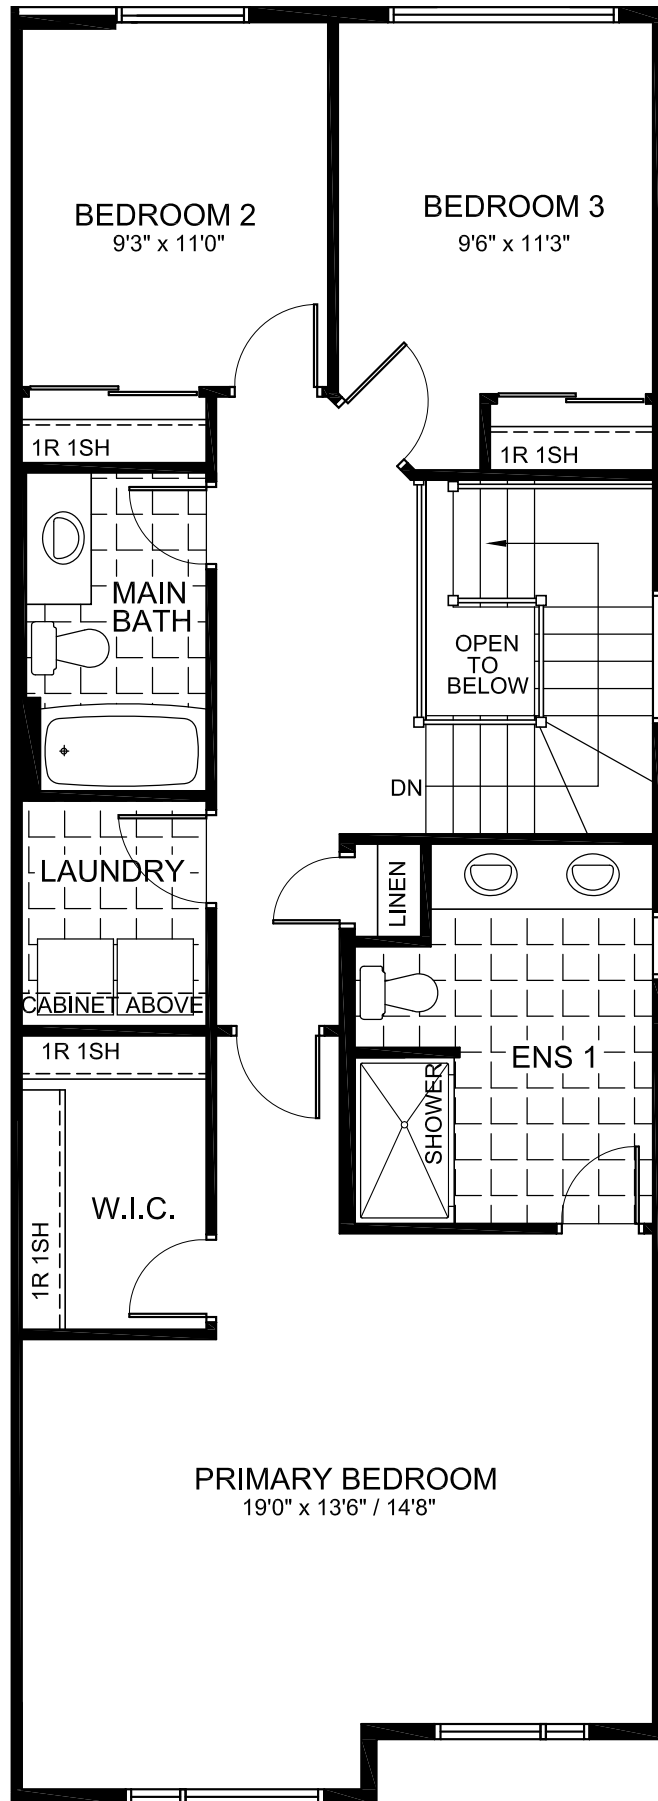 BEDROOM 2
9'3" x 11'0"
BEDROOM 3
9'6" x 11'3"
1R 1SH
1R 1SH
MAIN
BATH
OPEN
TO
BELOW
DN
LAUNDRY
LINEN
CABINET ABOVE
1R 1SH
ENS 1
SHOWER
W.I.C.
1R 1SH
PRIMARY BEDROOM
19'0" x 13'6" / 14'8"